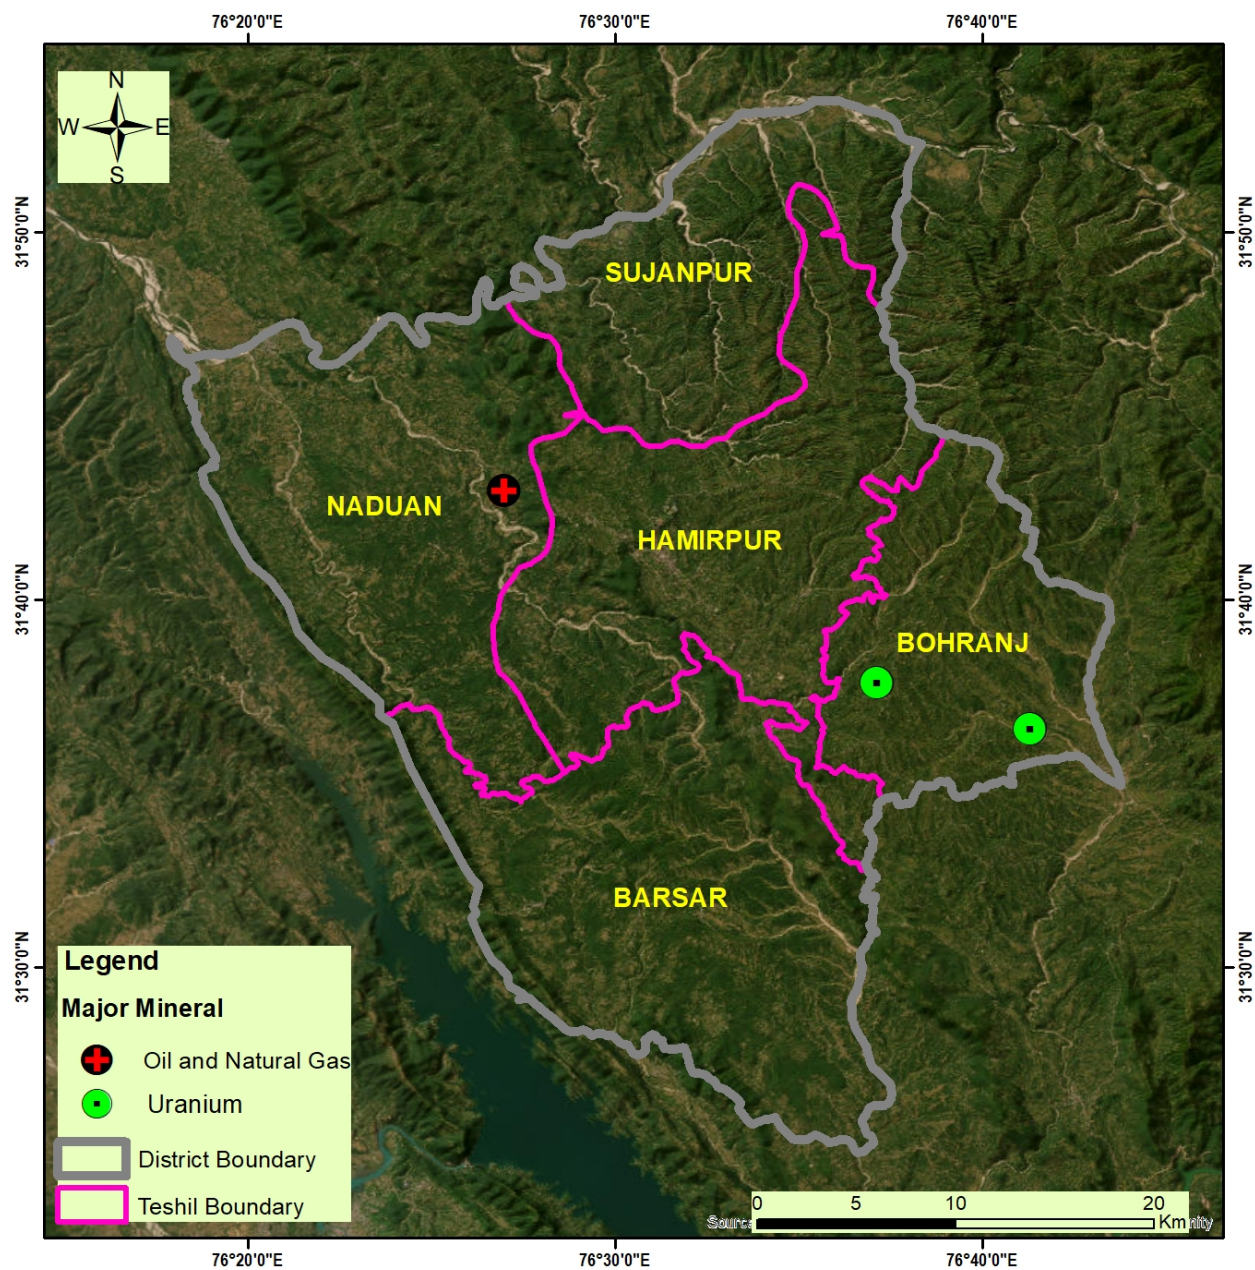 76°20'0"E 76°30'0"E 76°40'0"E
N
W E
S
31°50'0"N 31°50'0"N
SUJANPUR
NADUAN
HAMIRPUR
31°40'0"N 31°40'0"N
BOHRANJ
BARSAR
31°30'0"N 31°30'0"N
Legend
Major Mineral
Oil and Natural Gas
Uranium
District Boundary
Teshil Boundary
0 5 10 20
Km
76°20'0"E 76°30'0"E 76°40'0"E